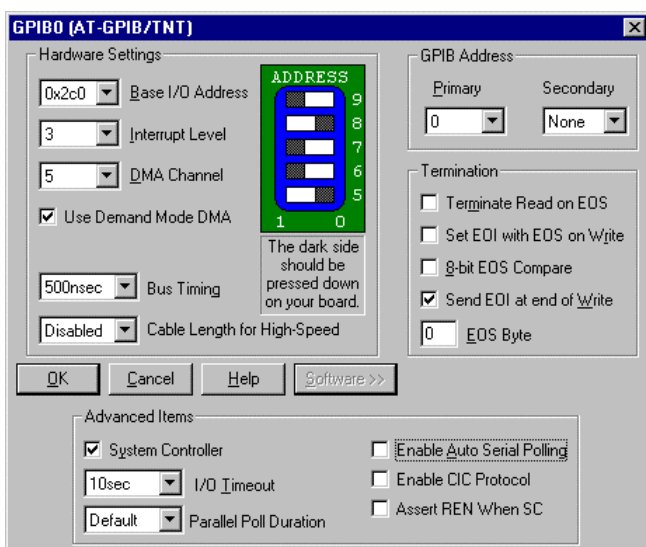 GPIB0 (AT-GPIB/TNT)
Hardware Settings
0x2c0 Base I/O Address
3 Interrupt Level
5 DMA Channel
Use Demand Mode DMA
500nsec Bus Timing
Disabled Cable Length for High-Speed
ADDRESS
9
8
7
6
5
1 0
The dark side
should be
pressed down
on your board.
GPIB Address
Primary Secondary
0 None
Termination
Terminate Read on EOS
Set EOI with EOS on Write
8-bit EOS Compare
Send EOI at end of Write
0 EOS Byte
OK Cancel Help Software >>
Advanced Items
System Controller
10sec I/O Timeout
Default Parallel Poll Duration
Enable Auto Serial Polling
Enable CIC Protocol
Assert REN When SC